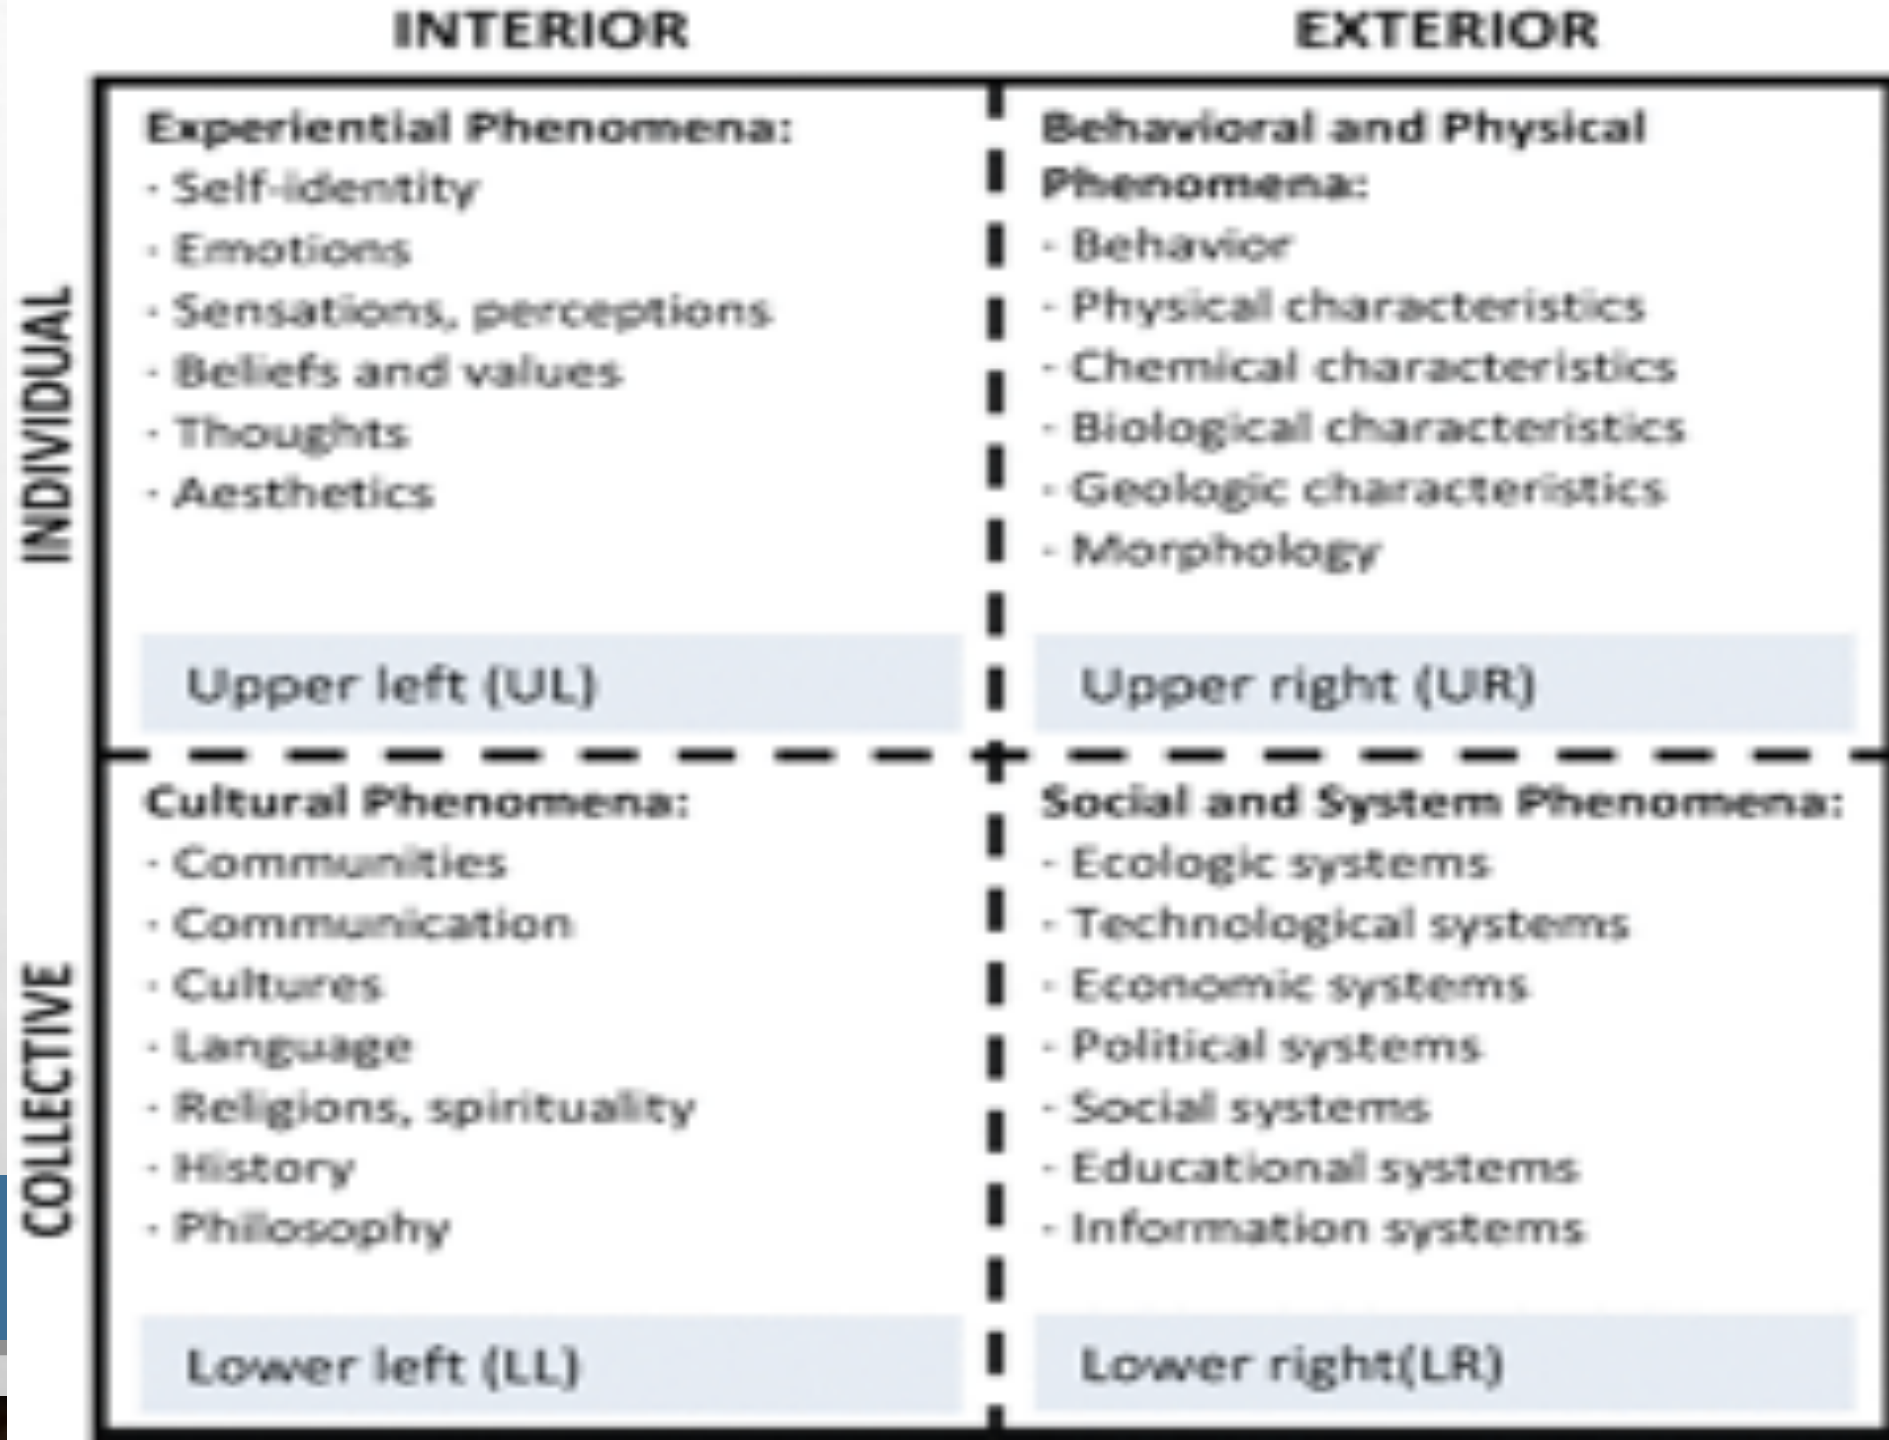 INTERIOR
EXTERIOR
INDIVIDUAL
Experiential Phenomena:
· Self-identity
· Emotions
· Sensations, perceptions
· Beliefs and values
· Thoughts
· Aesthetics
Upper left (UL)
Behavioral and Physical
Phenomena:
· Behavior
· Physical characteristics
· Chemical characteristics
· Biological characteristics
· Geologic characteristics
· Morphology
Upper right (UR)
COLLECTIVE
Cultural Phenomena:
· Communities
· Communication
· Cultures
· Language
· Religions, spirituality
· History
· Philosophy
Lower left (LL)
Social and System Phenomena:
· Ecologic systems
· Technological systems
· Economic systems
· Political systems
· Social systems
· Educational systems
· Information systems
Lower right(LR)